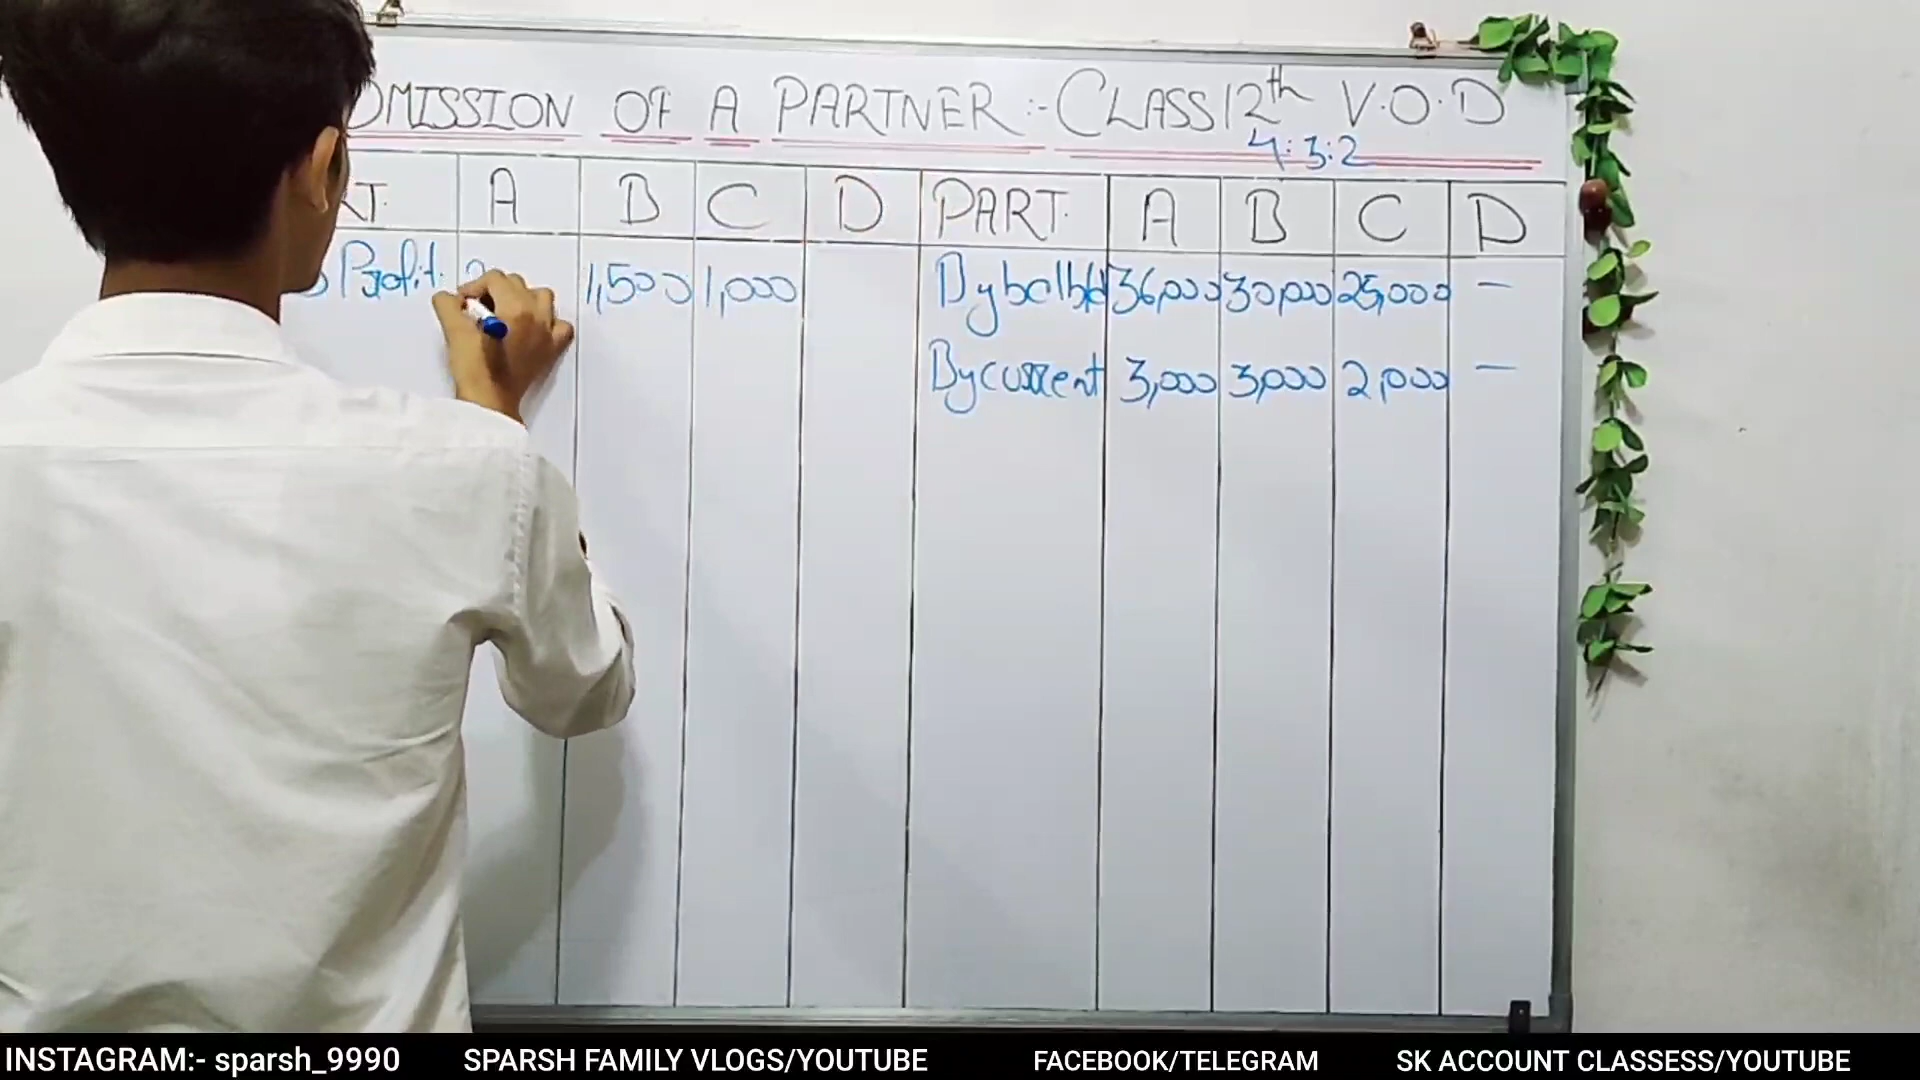 DMISSION OF A PARTNER :- CLASS 12th V.O.D
4:3:2
RT. A B C D PART. A B C D
Profit 1,500 1,000 By bal b/d 36,000 30,000 25,000 -
By current 3,000 3,000 2,000 -
INSTAGRAM:- sparsh_9990 SPARSH FAMILY VLOGS/YOUTUBE FACEBOOK/TELEGRAM SK ACCOUNT CLASSESS/YOUTUBE